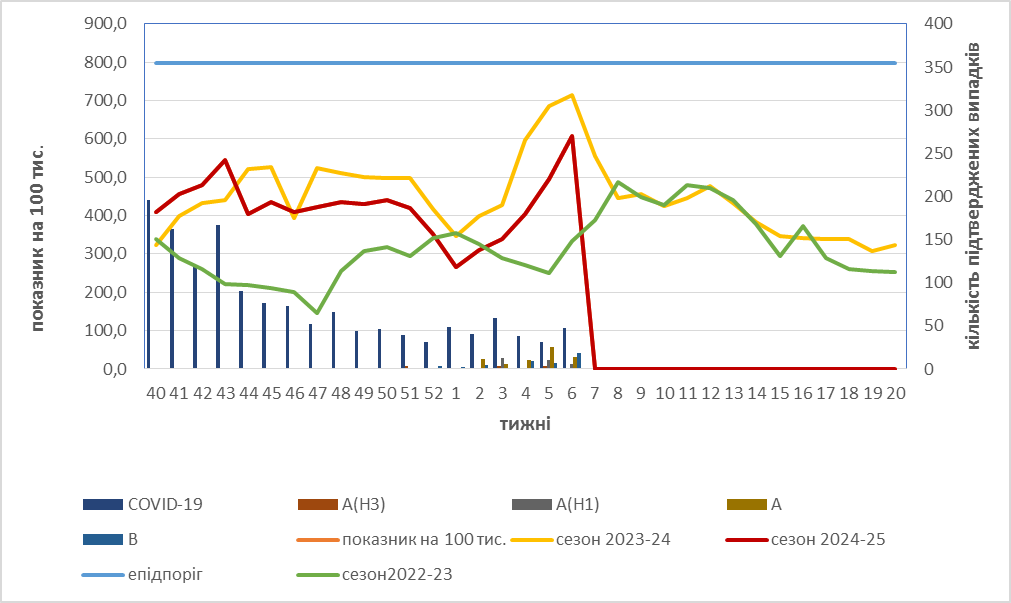 900,0
800,0
700,0
600,0
500,0
400,0
300,0
200,0
100,0
0,0
показник на 100 тис.
400
350
300
250
200
150
100
50
0
кількість підтверджених випадків
40 41 42 43 44 45 46 47 48 49 50 51 52 1 2 3 4 5 6 7 8 9 10 11 12 13 14 15 16 17 18 19 20
тижні
COVID-19 А(Н3) А(Н1) А
В показник на 100 тис. сезон 2023-24 сезон 2024-25
епідпоріг сезон2022-23